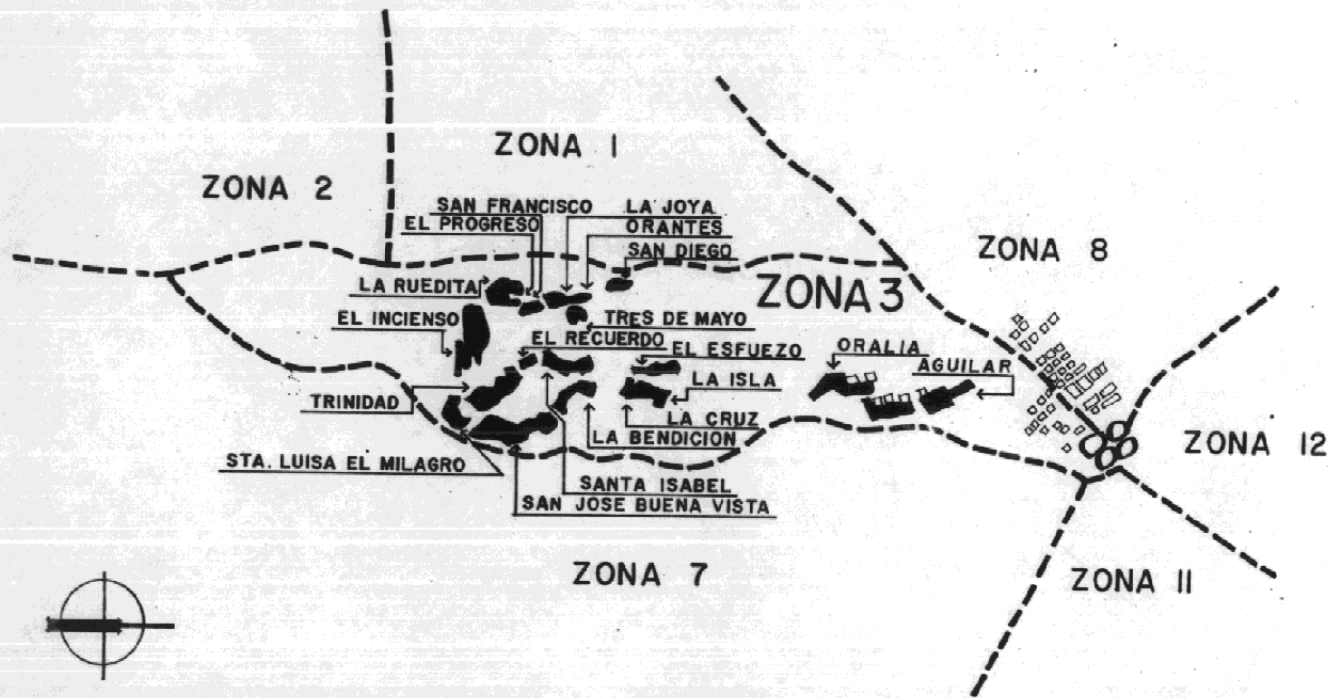 ZONA 1
ZONA 2
SAN FRANCISCO
LA JOYA
EL PROGRESO
ORANTES
SAN DIEGO
ZONA 8
LA RUEDITA
ZONA 3
EL INCIENSO
TRES DE MAYO
EL RECUERDO
EL ESFUEZO
ORALIA
AGUILAR
LA ISLA
TRINIDAD
LA CRUZ
LA BENDICION
ZONA 12
STA. LUISA EL MILAGRO
SANTA ISABEL
SAN JOSE BUENA VISTA
ZONA 7
ZONA 11